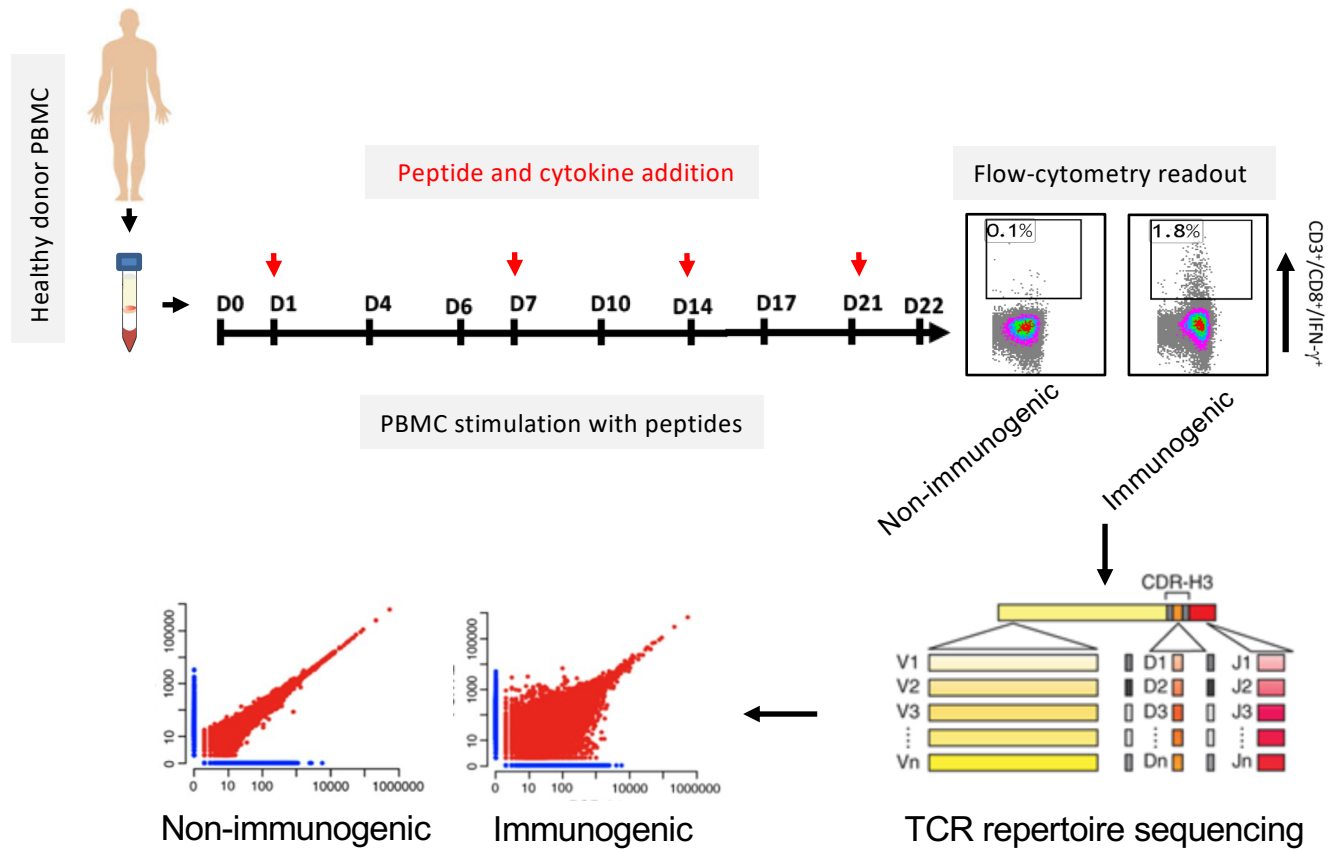 Healthy donor PBMC
Peptide and cytokine addition
Flow-cytometry readout
D0 D1 D4 D6 D7 D10 D14 D17 D21 D22
0.1%
1.8%
CD3⁺/CD8⁺/IFN-γ⁺
PBMC stimulation with peptides
Non-immunogenic
Immunogenic
CDR-H3
V1 D1 J1
V2 D2 J2
V3 D3 J3
Vn Dn Jn
TCR repertoire sequencing
0 10 1000 100000
0 10 100 10000 1000000
Non-immunogenic
0 10 1000 100000
0 10 100 10000 1000000
Immunogenic